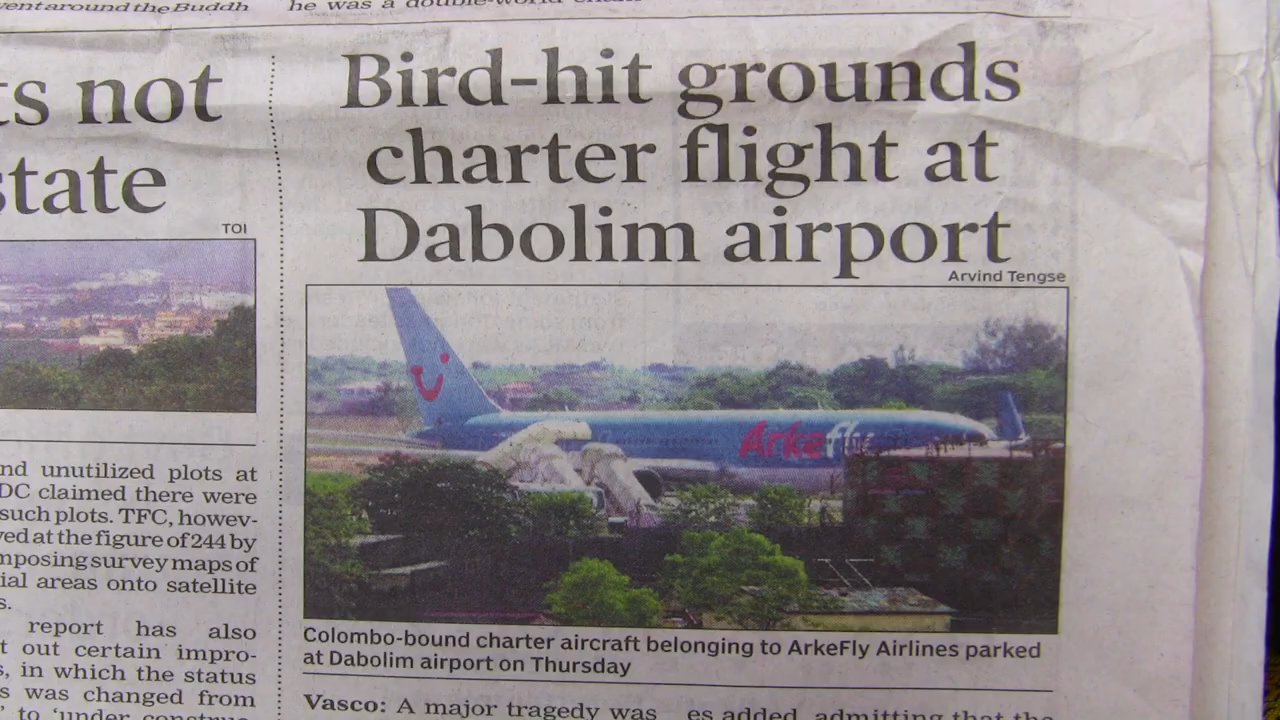 ventaroundtheBuddh
he was a double-world
ts not
state
TOI
nd unutilized plots at
DC claimed there were
such plots. TFC, howev-
ved at the figure of 244 by
mposing survey maps of
ial areas onto satellite
s.
report has also
t out certain impro-
s, in which the status
s was changed from
' to 'under construc-
Bird-hit grounds
charter flight at
Dabolim airport
Arvind Tengse
Arkefly
Colombo-bound charter aircraft belonging to ArkeFly Airlines parked
at Dabolim airport on Thursday
Vasco: A major tragedy was
es added, admitting that the